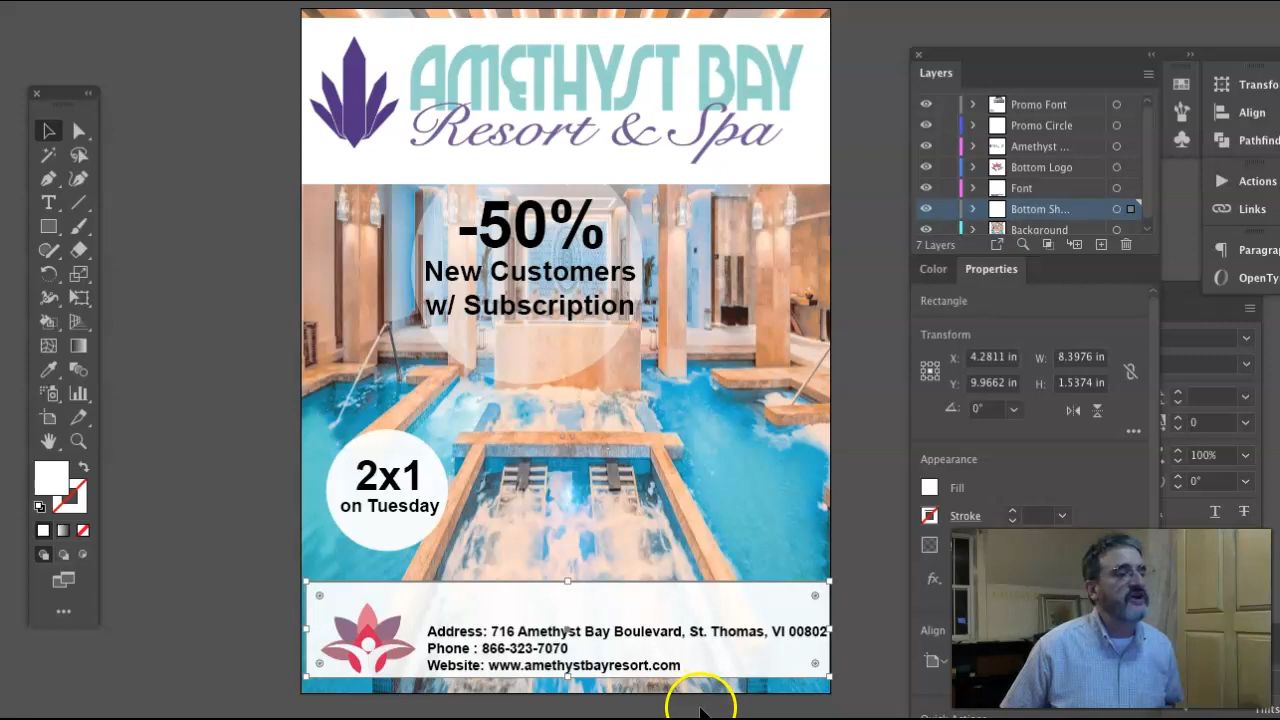 AMETHYST BAY
Resort & Spa
-50%
New Customers
w/ Subscription
2x1
on Tuesday
Address: 716 Amethyst Bay Boulevard, St. Thomas, VI 00802
Phone : 866-323-7070
Website: www.amethystbayresort.com
Layers
Promo Font
Promo Circle
Amethyst ...
Bottom Logo
Font
Bottom Sh...
Background
7 Layers
Color
Properties
Rectangle
Transform
X: 4.2811 in
W: 8.3976 in
Y: 9.9662 in
H: 1.5374 in
0°
Appearance
Fill
Stroke
fx
Align
Transfo
Align
Pathfind
Actions
Links
Paragra
OpenTy
0
100%
0°
T
T